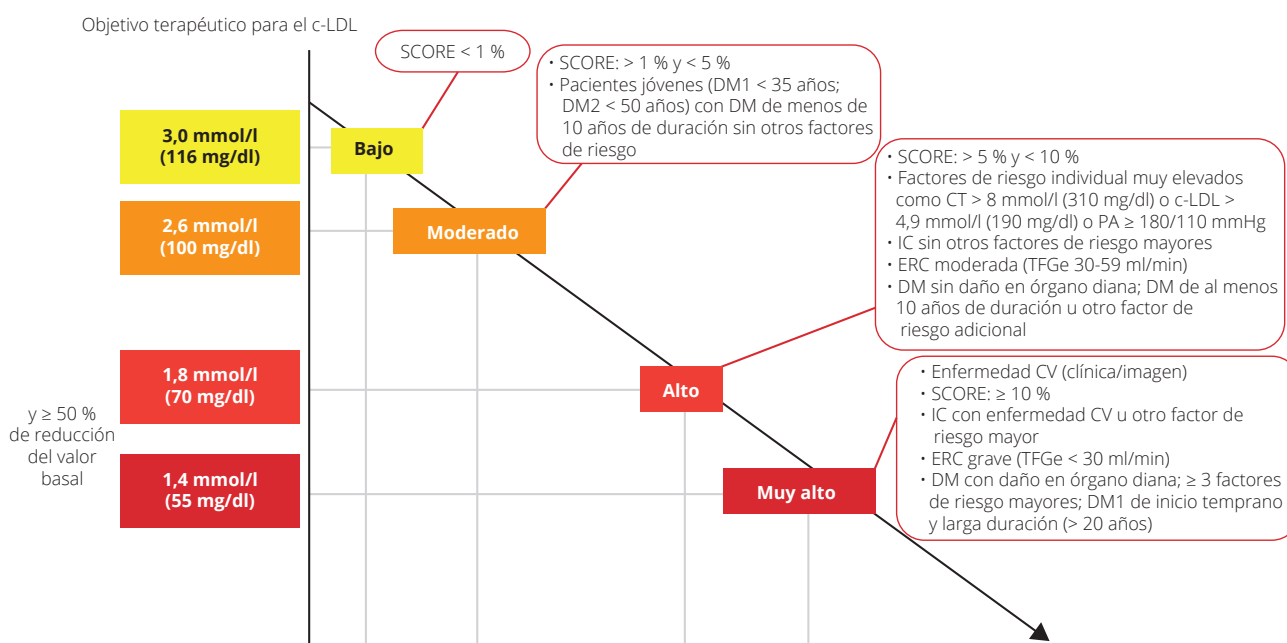 Objetivo terapéutico para el c-LDL
SCORE < 1 %
• SCORE: > 1 % y < 5 %
• Pacientes jóvenes (DM1 < 35 años;
DM2 < 50 años) con DM de menos de
10 años de duración sin otros factores
de riesgo
3,0 mmol/l
(116 mg/dl)
Bajo
2,6 mmol/l
(100 mg/dl)
Moderado
• SCORE: > 5 % y < 10 %
• Factores de riesgo individual muy elevados
como CT > 8 mmol/l (310 mg/dl) o c-LDL >
4,9 mmol/l (190 mg/dl) o PA ≥ 180/110 mmHg
• IC sin otros factores de riesgo mayores
• ERC moderada (TFGe 30-59 ml/min)
• DM sin daño en órgano diana; DM de al menos
10 años de duración u otro factor de
riesgo adicional
1,8 mmol/l
(70 mg/dl)
Alto
y ≥ 50 %
de reducción
del valor
basal
1,4 mmol/l
(55 mg/dl)
Muy alto
• Enfermedad CV (clínica/imagen)
• SCORE: ≥ 10 %
• IC con enfermedad CV u otro factor de
riesgo mayor
• ERC grave (TFGe < 30 ml/min)
• DM con daño en órgano diana; ≥ 3 factores
de riesgo mayores; DM1 de inicio temprano
y larga duración (> 20 años)